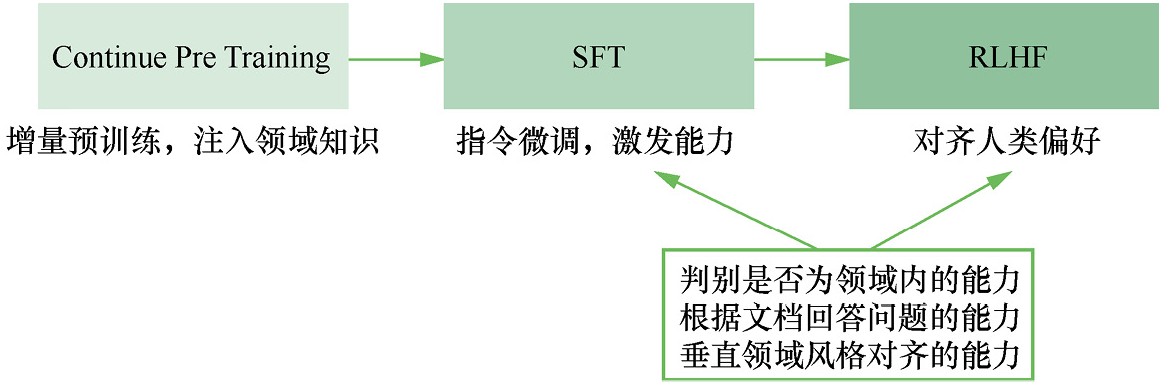 Continue Pre Training
SFT
RLHF
增量预训练，注入领域知识
指令微调，激发能力
对齐人类偏好
判别是否为领域内的能力
根据文档回答问题的能力
垂直领域风格对齐的能力